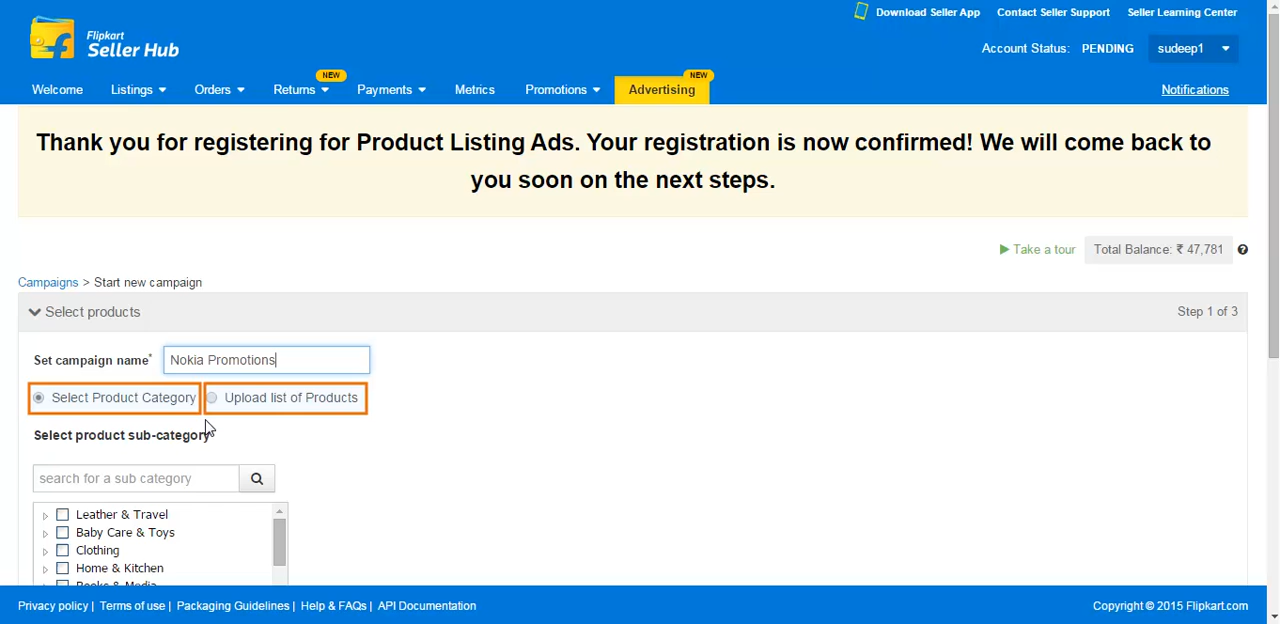 Download Seller App Contact Seller Support Seller Learning Center
Flipkart
Seller Hub
Account Status: PENDING sudeep1
NEW NEW
Welcome Listings Orders Returns Payments Metrics Promotions Advertising Notifications
Thank you for registering for Product Listing Ads. Your registration is now confirmed! We will come back to
you soon on the next steps.
Take a tour Total Balance: ₹ 47,781 ?
Campaigns > Start new campaign
Select products Step 1 of 3
Set campaign name* Nokia Promotions
Select Product Category Upload list of Products
Select product sub-category
search for a sub category
Leather & Travel
Baby Care & Toys
Clothing
Home & Kitchen
Books & Media
Privacy policy | Terms of use | Packaging Guidelines | Help & FAQs | API Documentation Copyright © 2015 Flipkart.com